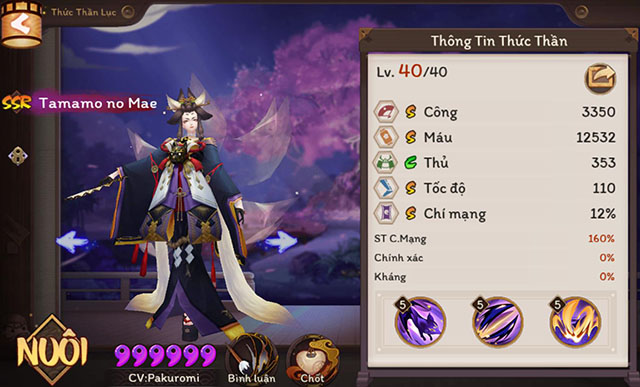 Thức Thần Lục
SSR Tamamo no Mae
Thông Tin Thức Thần
Lv. 40/40
S Công 3350
S Máu 12532
C Thủ 353
S Tốc độ 110
S Chí mạng 12%
ST C.Mạng 160%
Chính xác 0%
Kháng 0%
5 5 5
NUÔI
999999
CV:Pakuromi
Bình luận
Chốt